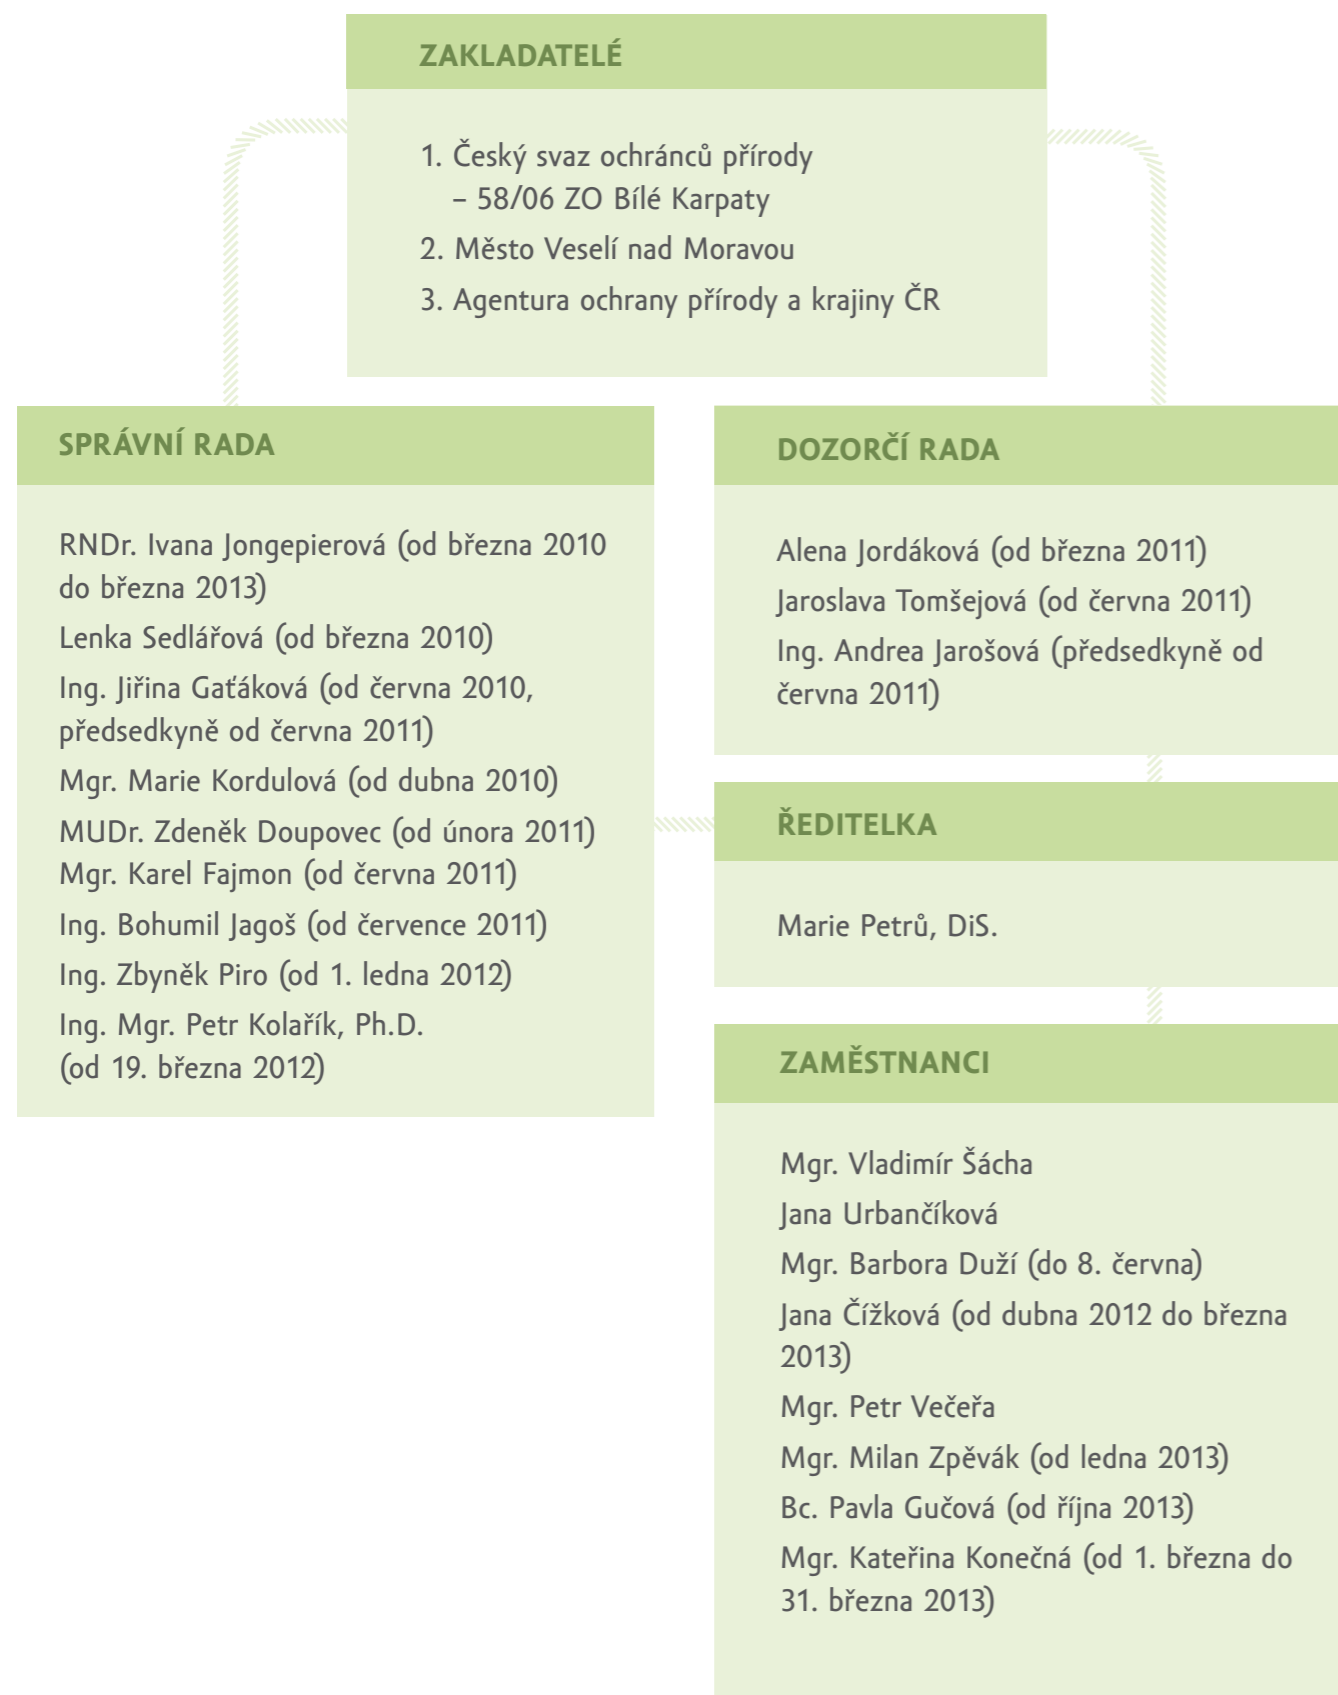 ZAKLADATELÉ
1. Český svaz ochránců přírody
– 58/06 ZO Bílé Karpaty
2. Město Veselí nad Moravou
3. Agentura ochrany přírody a krajiny ČR
SPRÁVNÍ RADA
RNDr. Ivana Jongepierová (od března 2010
do března 2013)
Lenka Sedlářová (od března 2010)
Ing. Jiřina Gaťáková (od června 2010,
předsedkyně od června 2011)
Mgr. Marie Kordulová (od dubna 2010)
MUDr. Zdeněk Doupovec (od února 2011)
Mgr. Karel Fajmon (od června 2011)
Ing. Bohumil Jagoš (od července 2011)
Ing. Zbyněk Piro (od 1. ledna 2012)
Ing. Mgr. Petr Kolařík, Ph.D.
(od 19. března 2012)
DOZORČÍ RADA
Alena Jordáková (od března 2011)
Jaroslava Tomšejová (od června 2011)
Ing. Andrea Jarošová (předsedkyně od
června 2011)
ŘEDITELKA
Marie Petrů, DiS.
ZAMĚSTNANCI
Mgr. Vladimír Šácha
Jana Urbančíková
Mgr. Barbora Duží (do 8. června)
Jana Čížková (od dubna 2012 do března
2013)
Mgr. Petr Večeřa
Mgr. Milan Zpěvák (od ledna 2013)
Bc. Pavla Gučová (od října 2013)
Mgr. Kateřina Konečná (od 1. března do
31. března 2013)